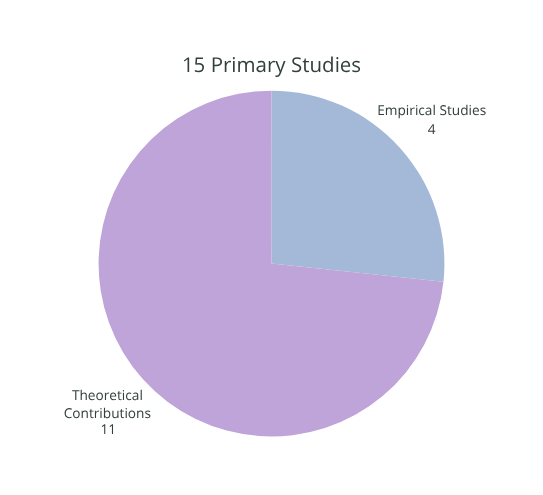 15 Primary Studies
Empirical Studies
4
Theoretical
Contributions
11